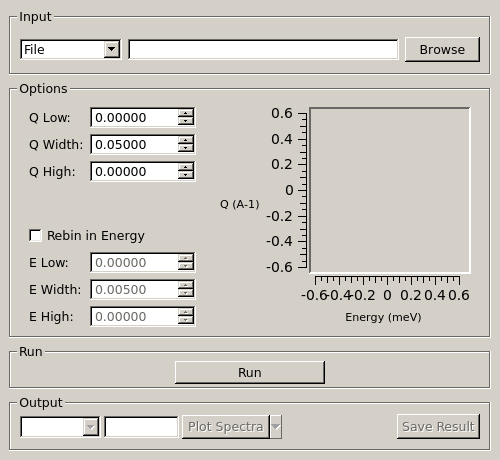 Input
File
Browse
Options
Q Low: 0.00000
Q Width: 0.05000
Q High: 0.00000
Rebin in Energy
E Low: 0.00000
E Width: 0.00500
E High: 0.00000
0.6
0.4
0.2
0
-0.2
-0.4
-0.6
Q (A-1)
-0.6 -0.4 -0.2 0 0.2 0.4 0.6
Energy (meV)
Run
Run
Output
Plot Spectra
Save Result